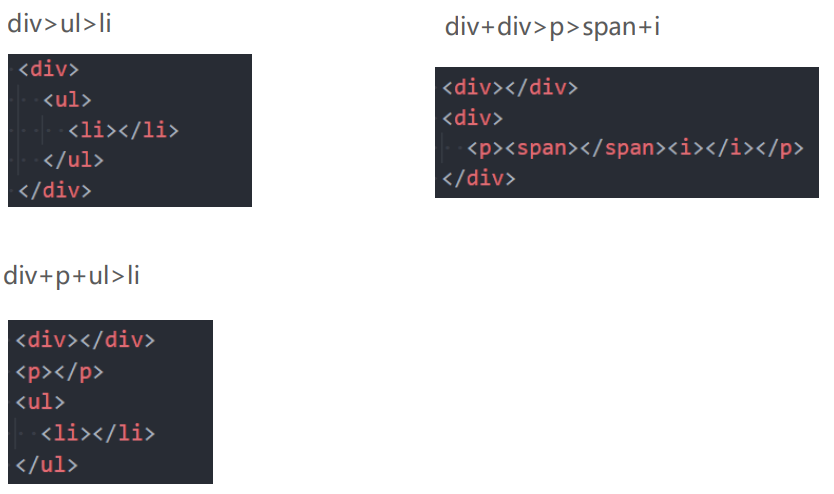 div>ul>li
<div>
<ul>
<li></li>
</ul>
</div>
div+div>p>span+i
<div></div>
<div>
<p><span></span><i></i></p>
</div>
div+p+ul>li
<div></div>
<p></p>
<ul>
<li></li>
</ul>